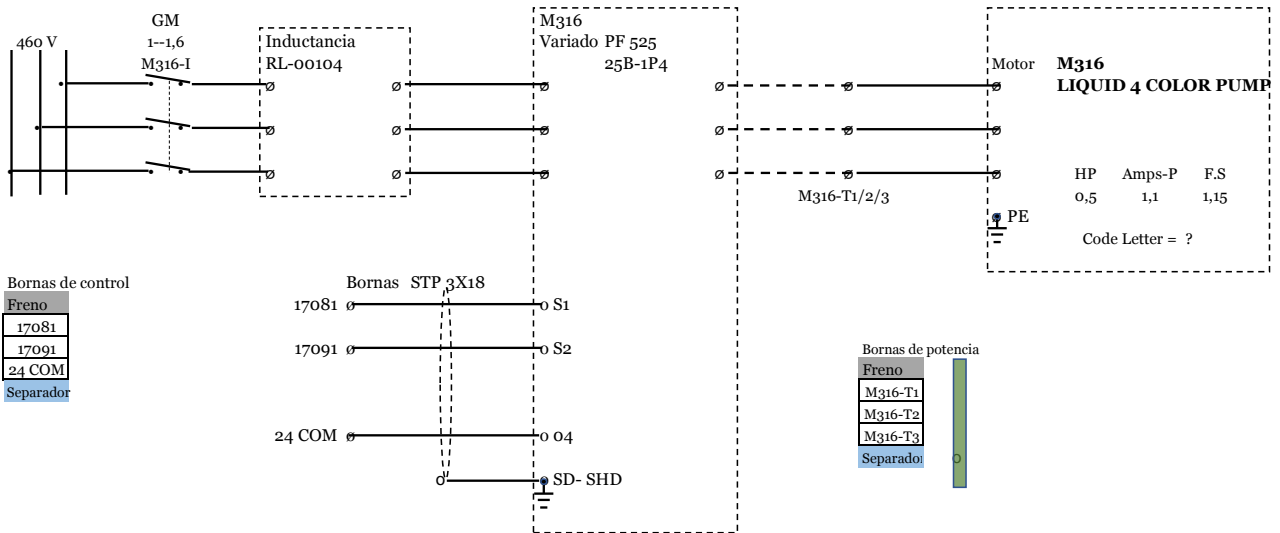 460 V
GM
1--1,6
M316-I
Inductancia
RL-00104
M316
Variado PF 525
25B-1P4
Motor M316
LIQUID 4 COLOR PUMP
HP Amps-P F.S
0,5 1,1 1,15
Code Letter = ?
PE
M316-T1/2/3
Bornas de control
Freno
17081
17091
24 COM
Separador
Bornas STP 3X18
17081 S1
17091 S2
24 COM 04
SD- SHD
Bornas de potencia
Freno
M316-T1
M316-T2
M316-T3
Separador